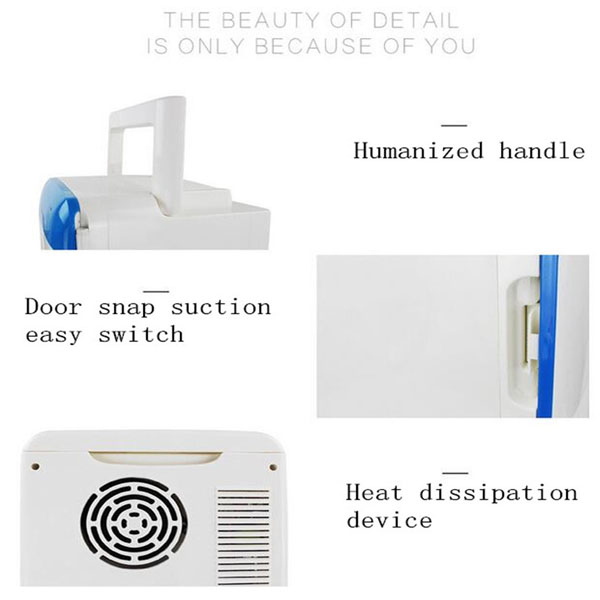 THE BEAUTY OF DETAIL
IS ONLY BECAUSE OF YOU
Humanized handle
Door snap suction
easy switch
Heat dissipation
device